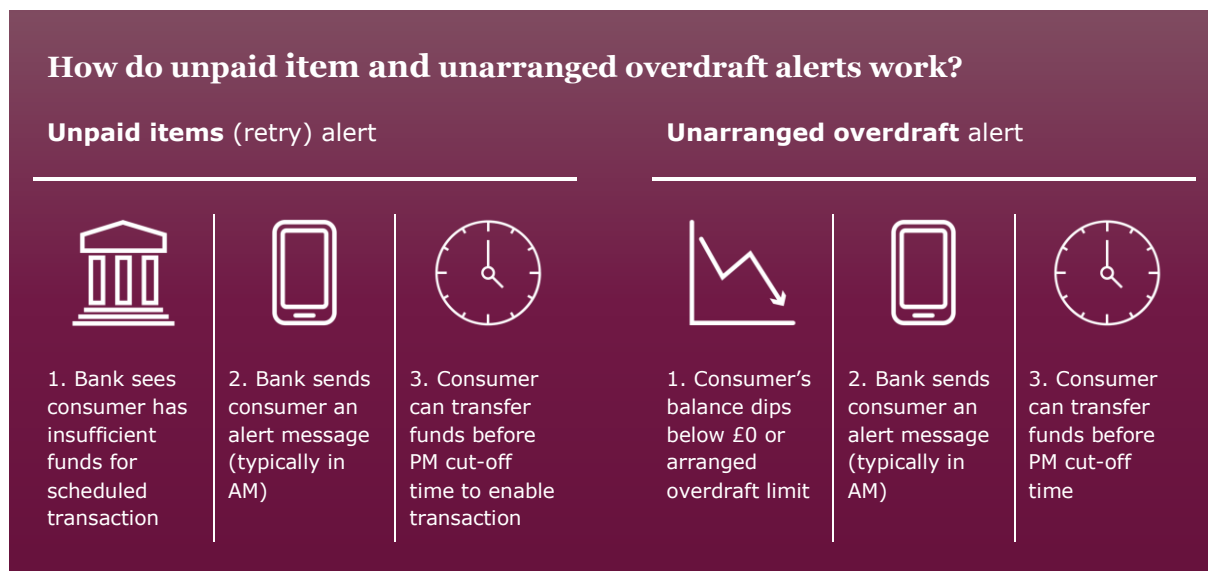 How do unpaid item and unarranged overdraft alerts work?
Unpaid items (retry) alert
1. Bank sees
consumer has
insufficient
funds for
scheduled
transaction
2. Bank sends
consumer an
alert message
(typically in
AM)
3. Consumer
can transfer
funds before
PM cut-off
time to enable
transaction
Unarranged overdraft alert
1. Consumer’s
balance dips
below £0 or
arranged
overdraft limit
2. Bank sends
consumer an
alert message
(typically in
AM)
3. Consumer
can transfer
funds before
PM cut-off
time